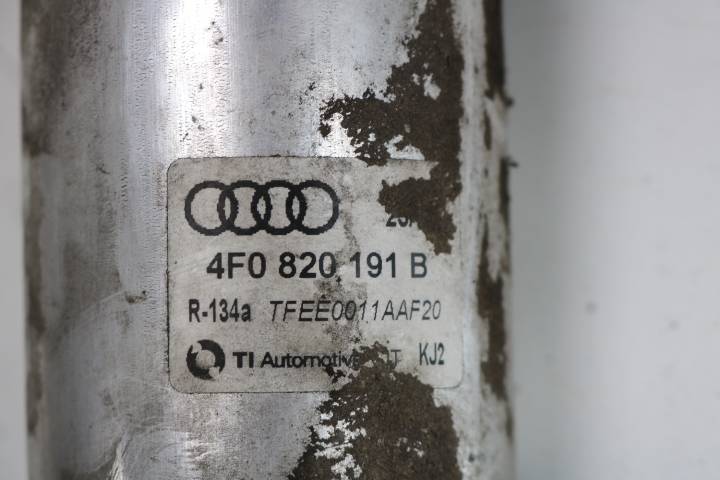 4F0 820 191 B
R-134a TFEE0011AAF20
TI Automotive KJ2